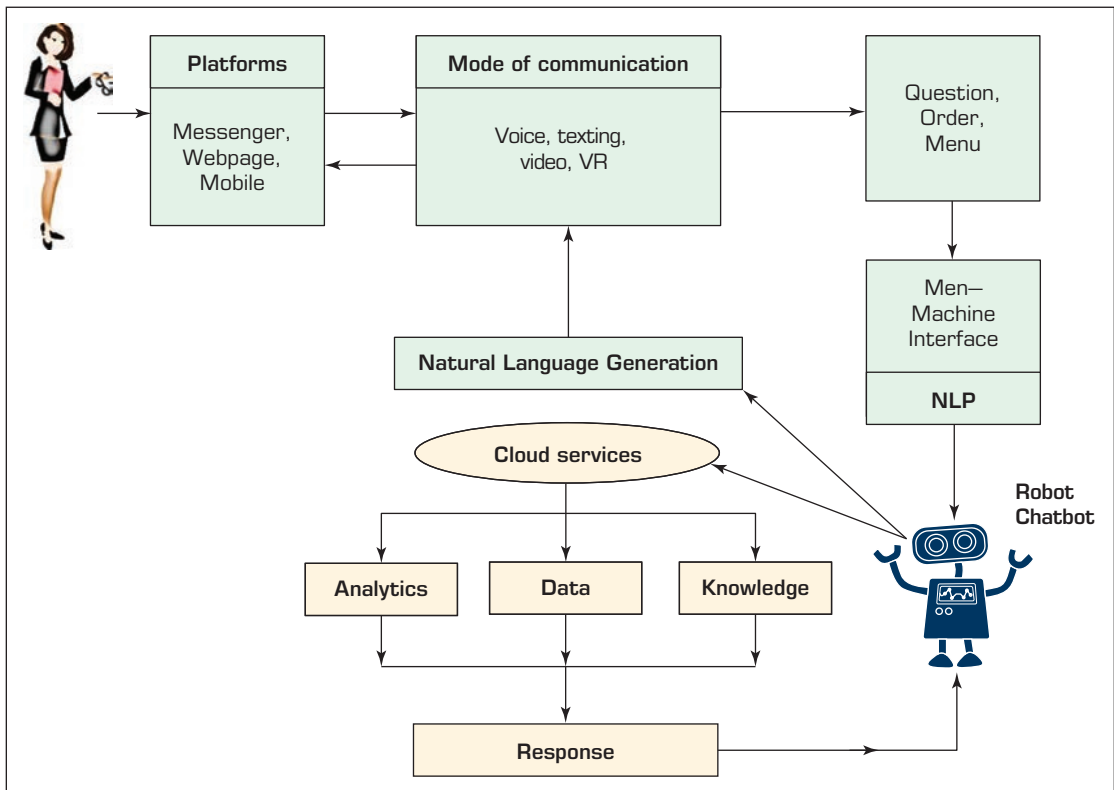 Platforms
Messenger,
Webpage,
Mobile
Mode of communication
Voice, texting,
video, VR
Question,
Order,
Menu
Men–
Machine
Interface
NLP
Natural Language Generation
Cloud services
Robot
Chatbot
Analytics
Data
Knowledge
Response